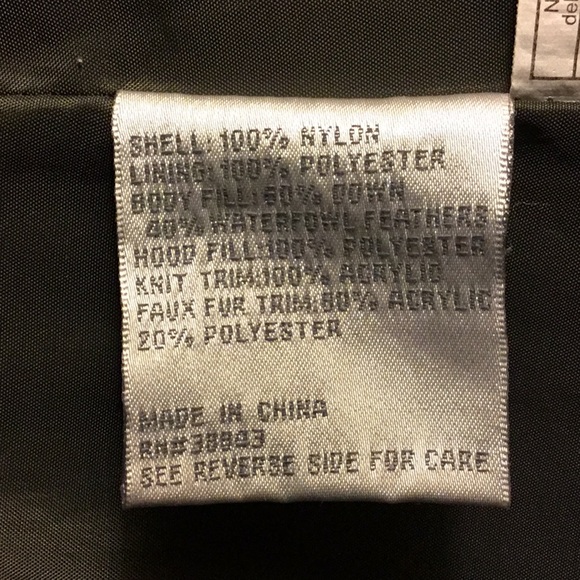 SHELL: 100% NYLON
LINING: 100% POLYESTER
BODY FILL: 60% DOWN
40% WATERFOWL FEATHERS
HOOD FILL: 100% POLYESTER
KNIT TRIM: 100% ACRYLIC
FAUX FUR TRIM: 80% ACRYLIC
20% POLYESTER
MADE IN CHINA
RN#38843
SEE REVERSE SIDE FOR CARE